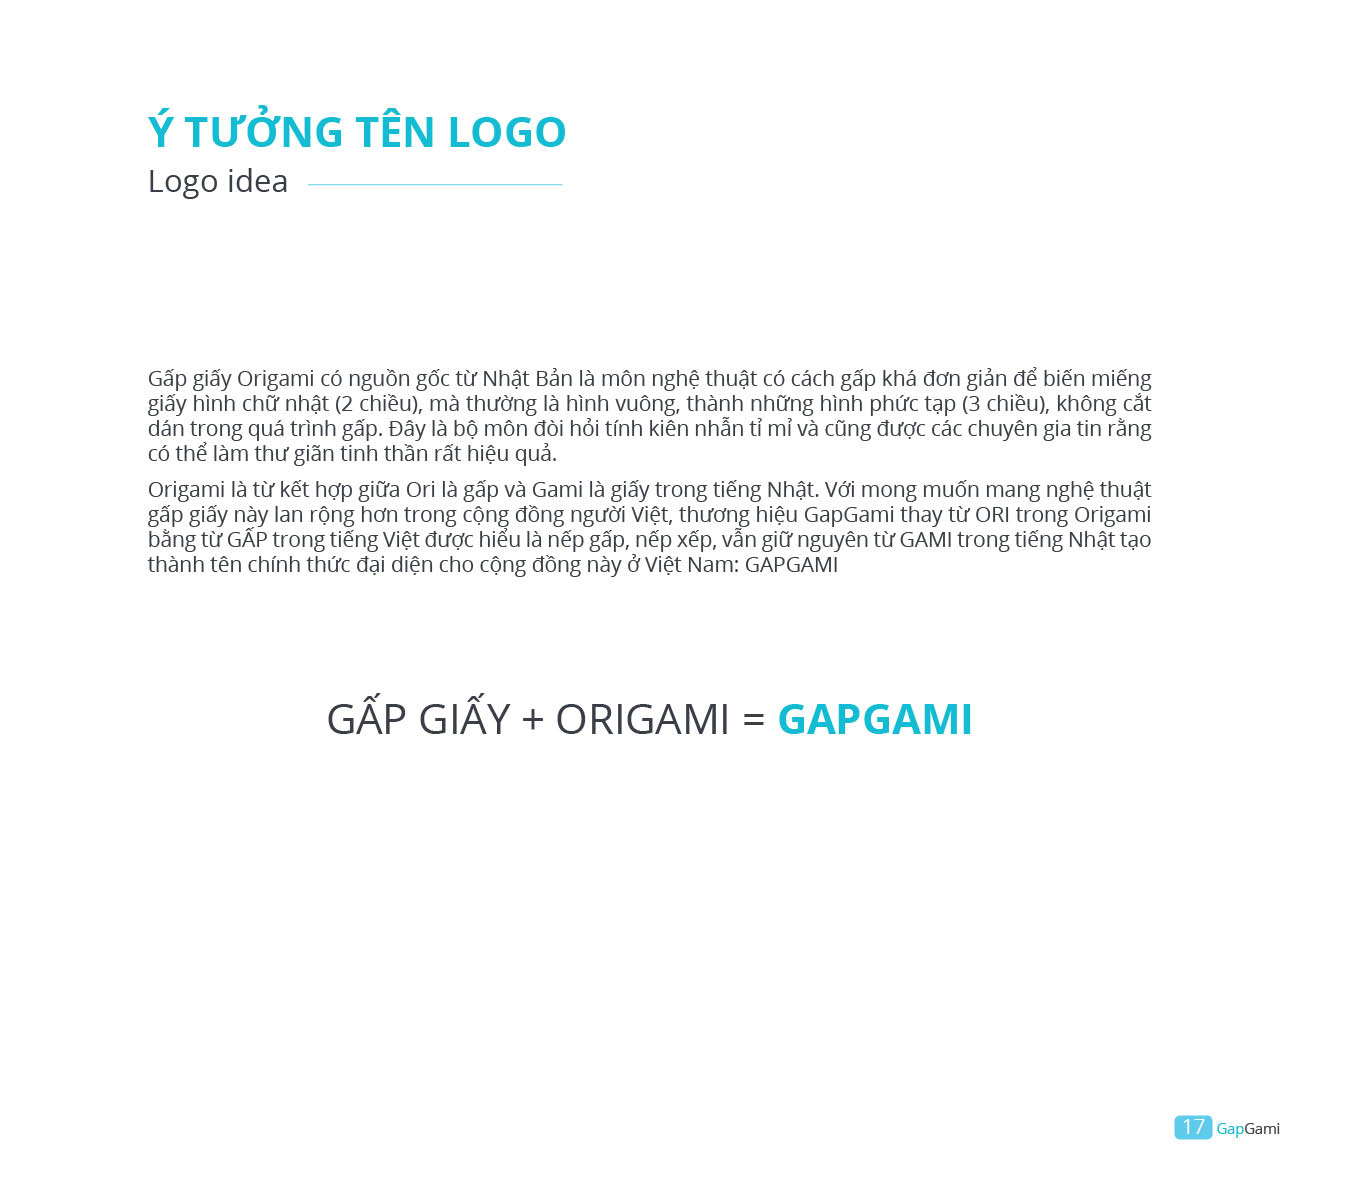 Ý TƯỞNG TÊN LOGO
Logo idea
Gấp giấy Origami có nguồn gốc từ Nhật Bản là môn nghệ thuật có cách gấp khá đơn giản để biến miếng
giấy hình chữ nhật (2 chiều), mà thường là hình vuông, thành những hình phức tạp (3 chiều), không cắt
dán trong quá trình gấp. Đây là bộ môn đòi hỏi tính kiên nhẫn tỉ mỉ và cũng được các chuyên gia tin rằng
có thể làm thư giãn tinh thần rất hiệu quả.
Origami là từ kết hợp giữa Ori là gấp và Gami là giấy trong tiếng Nhật. Với mong muốn mang nghệ thuật
gấp giấy này lan rộng hơn trong cộng đồng người Việt, thương hiệu GapGami thay từ ORI trong Origami
bằng từ GẤP trong tiếng Việt được hiểu là nếp gấp, nếp xếp, vẫn giữ nguyên từ GAMI trong tiếng Nhật tạo
thành tên chính thức đại diện cho cộng đồng này ở Việt Nam: GAPGAMI
GẤP GIẤY + ORIGAMI = GAPGAMI
17 GapGami